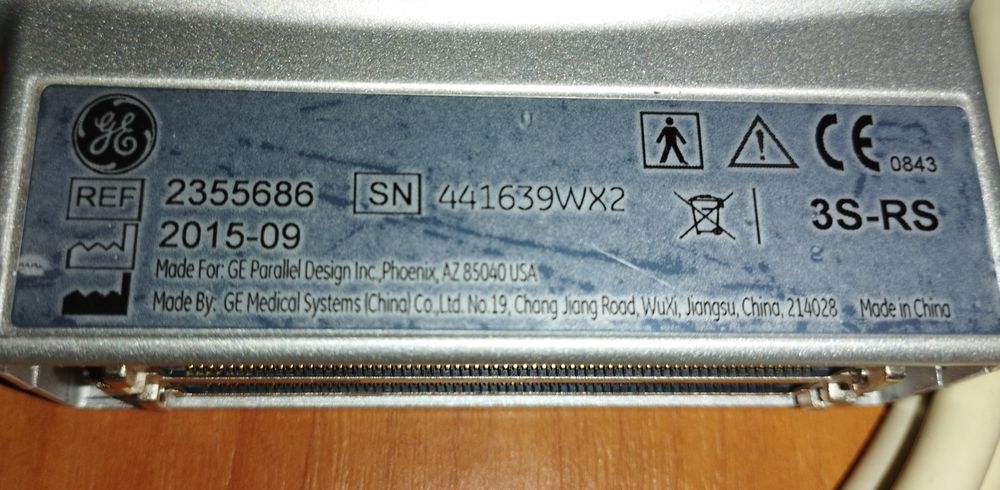 GE
CE 0843
REF 2355686 SN 441639WX2
3S-RS
2015-09
Made For: GE Parallel Design Inc.,Phoenix, AZ 85040 USA
Made By: GE Medical Systems (China) Co.,Ltd. No.19, Chang Jiang Road, WuXi, Jiangsu, China, 214028 Made in China